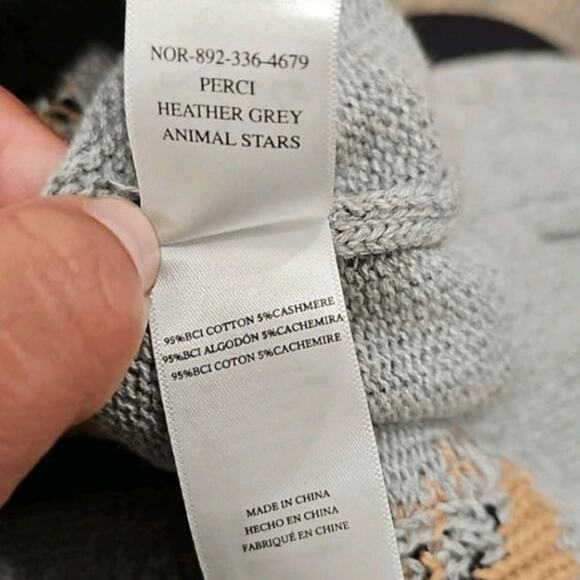 NOR-892-336-4679
PERCI
HEATHER GREY
ANIMAL STARS
95%BCI COTTON 5%CASHMERE
95%BCI ALGODÓN 5%CACHEMIRA
95%BCI COTON 5%CACHEMIRE
MADE IN CHINA
HECHO EN CHINA
FABRIQUÉ EN CHINE